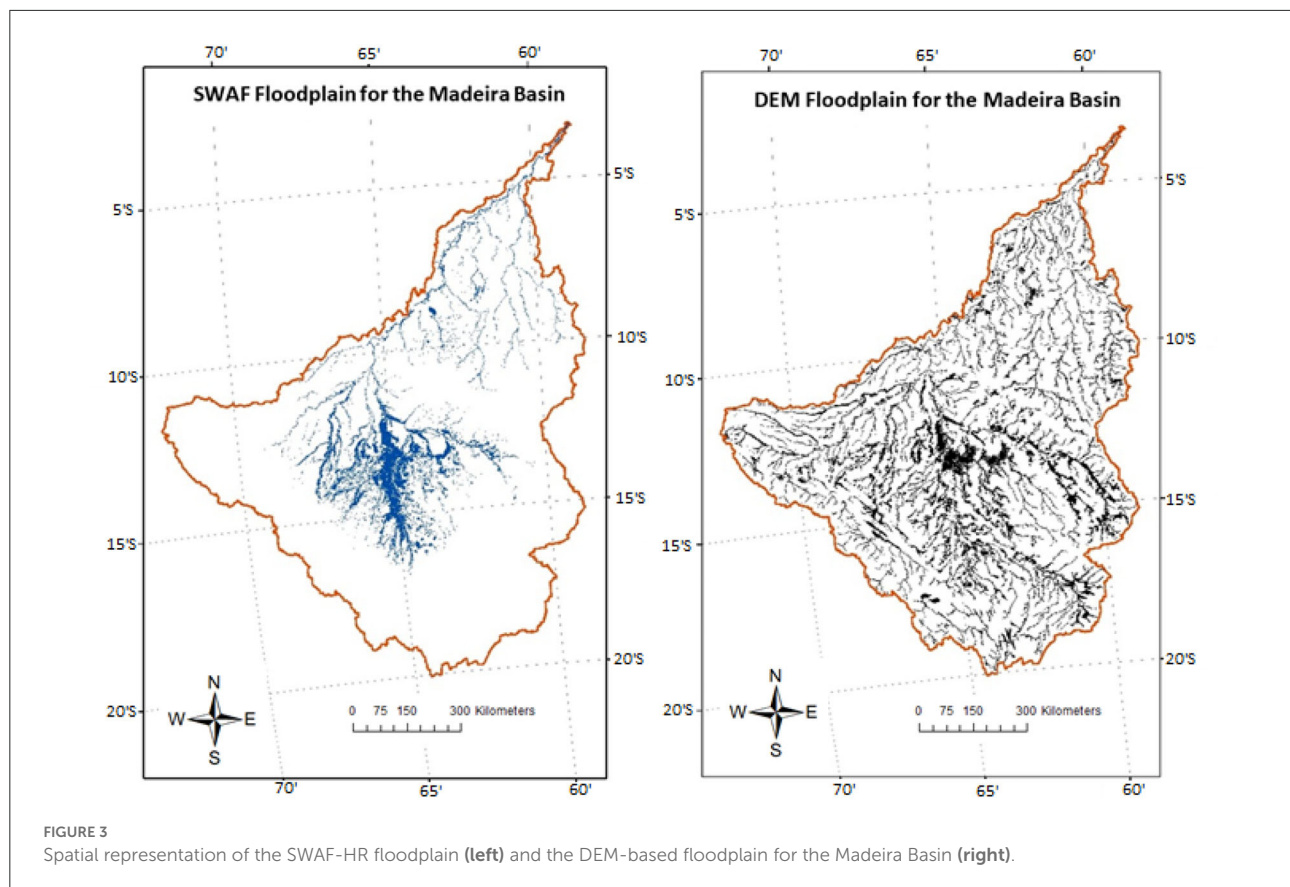 70' 65' 60'
SWAF Floodplain for the Madeira Basin
5'S
5'S
10'S
10'S
15'S
15'S
20'S
20'S
N
W E
S
0 75 150 300 Kilometers
70' 65' 60'
70' 65' 60'
DEM Floodplain for the Madeira Basin
5'S
5'S
10'S
10'S
15'S
15'S
20'S
20'S
N
W E
S
0 75 150 300 Kilometers
70' 65' 60'
FIGURE 3
Spatial representation of the SWAF-HR floodplain (left) and the DEM-based floodplain for the Madeira Basin (right).